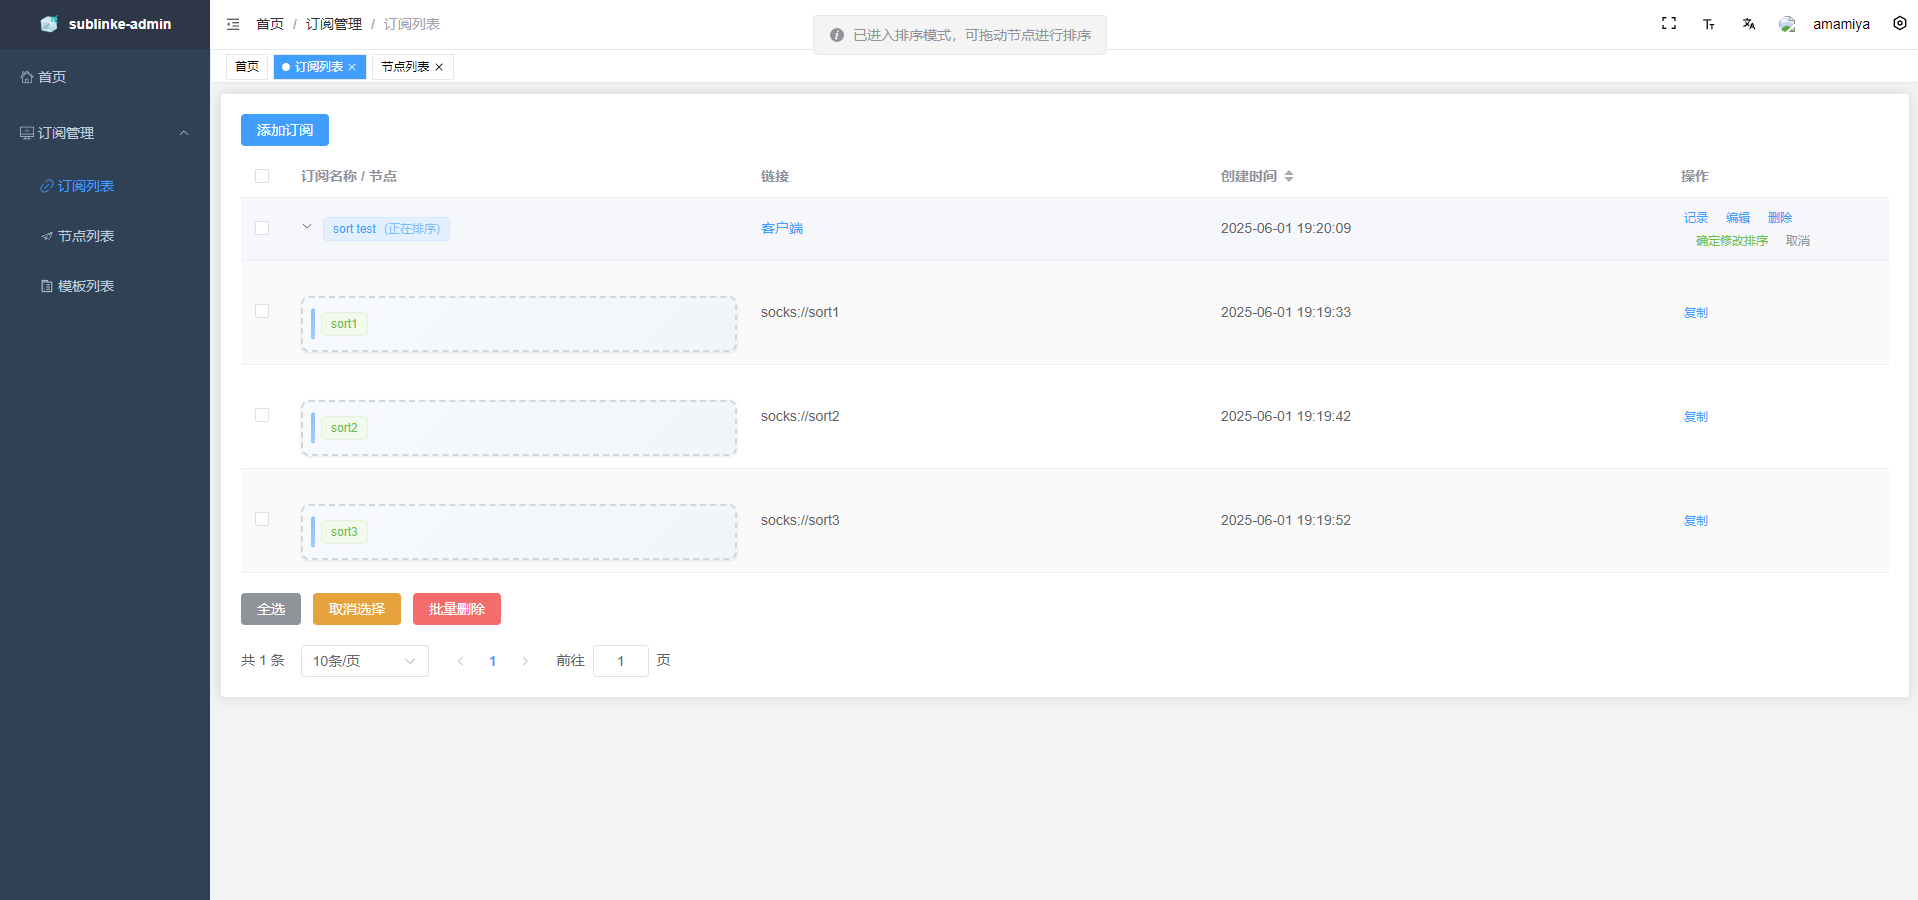 sublinke-admin
首页 / 订阅管理 / 订阅列表
已进入排序模式，可拖动节点进行排序
amamiya
首页
订阅列表
节点列表
首页
订阅管理
订阅列表
节点列表
模板列表
添加订阅
订阅名称 / 节点 链接 创建时间 操作
sort test (正在排序) 客户端 2025-06-01 19:20:09 记录 编辑 删除
确定修改排序 取消
sort1 socks://sort1 2025-06-01 19:19:33 复制
sort2 socks://sort2 2025-06-01 19:19:42 复制
sort3 socks://sort3 2025-06-01 19:19:52 复制
全选 取消选择 批量删除
共 1 条 10条/页 1 前往 1 页